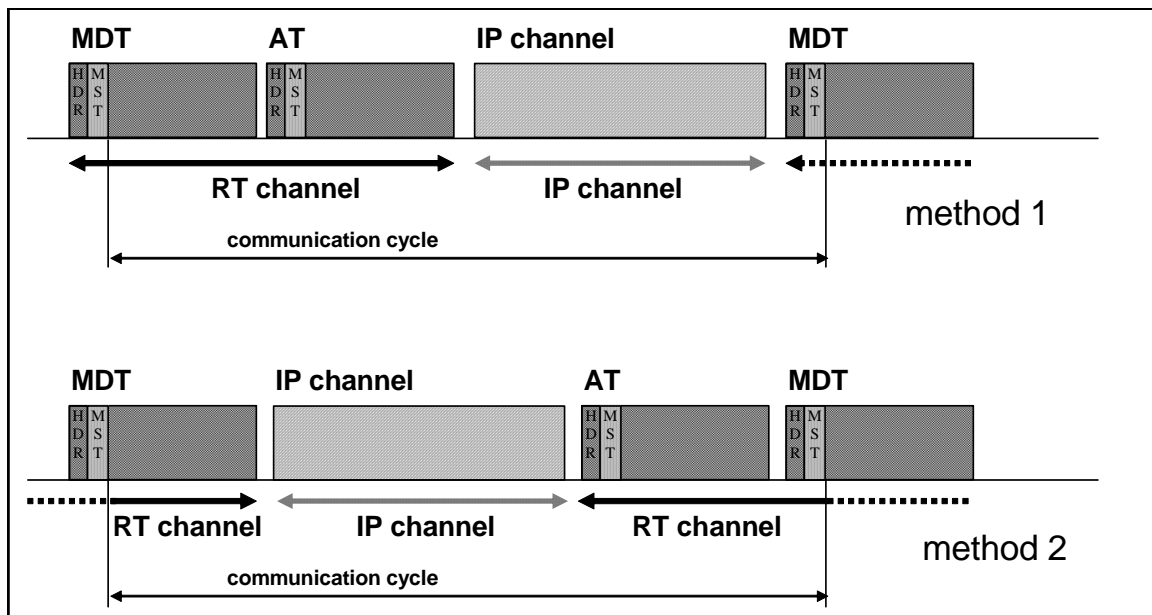 MDT AT IP channel MDT
HDR MST HDR MST HDR MST
RT channel IP channel
method 1
communication cycle
MDT IP channel AT MDT
HDR MST HDR MST HDR MST
RT channel IP channel RT channel
method 2
communication cycle